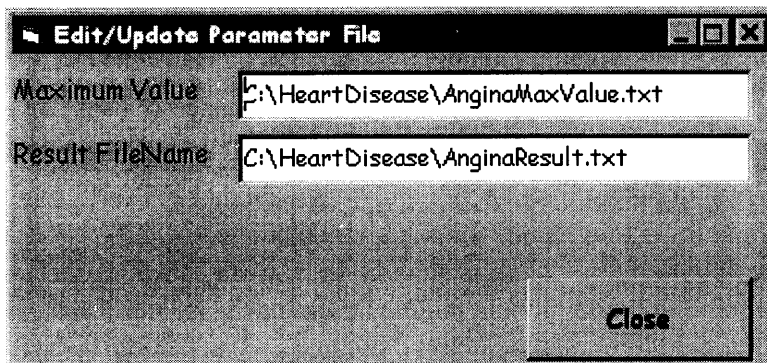 Edit/Update Parameter File
Maximum Value C:\HeartDisease\AnginaMaxValue.txt
Result FileName C:\HeartDisease\AnginaResult.txt
Close